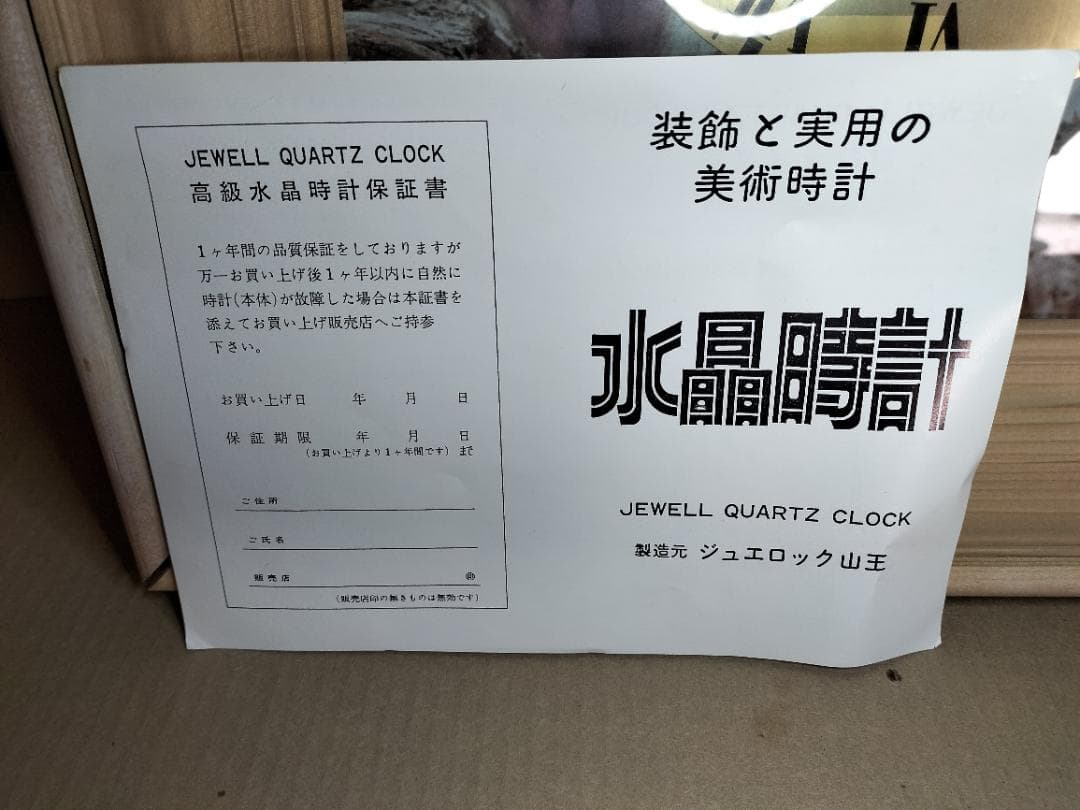 JEWELL QUARTZ CLOCK
高級水晶時計保証書
1ヶ年間の品質保証をしておりますが
万一お買い上げ後1ヶ年以内に自然に
時計(本体)が故障した場合は本証書を
添えてお買い上げ販売店へご持参
下さい。
お買い上げ日 年 月 日
保証期限 年 月 日
(お買い上げより1ヶ年間です) まで
ご住所
ご氏名
販売店 ㊞
(販売店印の無きものは無効です)
装飾と実用の
美術時計
水晶時計
JEWELL QUARTZ CLOCK
製造元 ジュエロック山王
VI